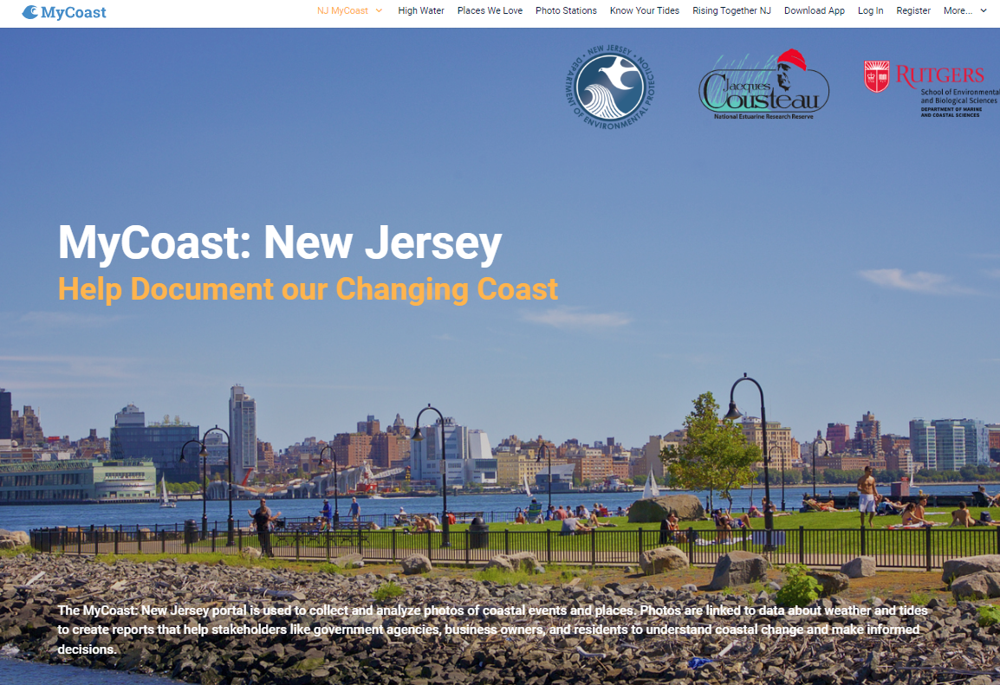 MyCoast
NJ MyCoast High Water Places We Love Photo Stations Know Your Tides Rising Together NJ Download App Log In Register More...
NEW JERSEY
DEPARTMENT OF ENVIRONMENTAL PROTECTION
Jacques
Cousteau
National Estuarine Research Reserve
RUTGERS
School of Environmental
and Biological Sciences
DEPARTMENT OF MARINE
AND COASTAL SCIENCES
MyCoast: New Jersey
Help Document our Changing Coast
The MyCoast: New Jersey portal is used to collect and analyze photos of coastal events and places. Photos are linked to data about weather and tides
to create reports that help stakeholders like government agencies, business owners, and residents to understand coastal change and make informed
decisions.